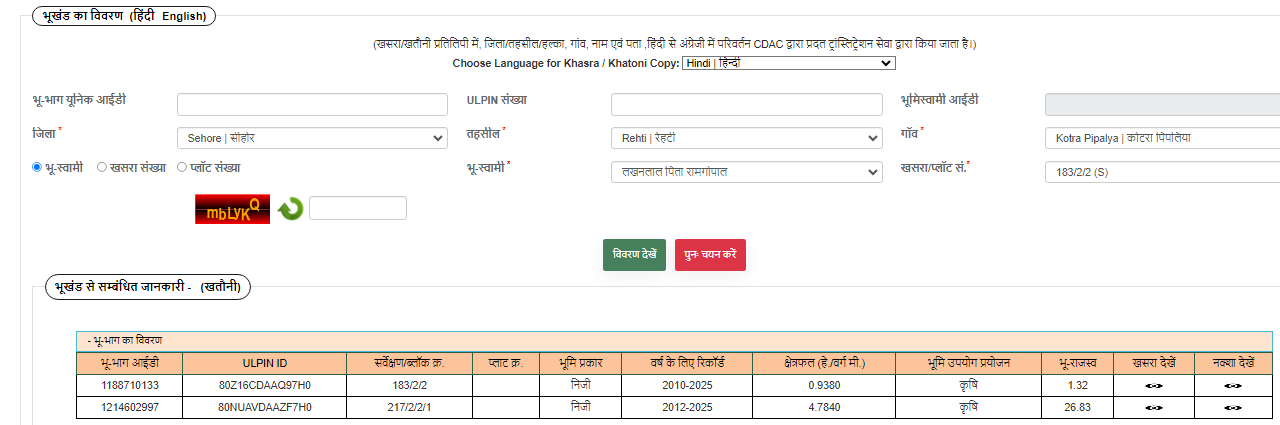 भूखंड का विवरण (हिंदी English)
(खसरा/खतौनी प्रतिलिपी में, जिला/तहसील/हल्का, गांव, नाम एवं पता ,हिंदी से अंग्रेजी में परिवर्तन CDAC द्वारा प्रदत ट्रांस्लिट्रेशन सेवा द्वारा किया जाता है।)
Choose Language for Khasra / Khatoni Copy: Hindi | हिन्दी
भू-भाग यूनिक आईडी ULPIN संख्या भूमिस्वामी आईडी
जिला * Sehore | सीहोर तहसील * Rehti | रेहटी गाँव * Kotra Pipalya | कोटरा पिपलिया
भू-स्वामी खसरा संख्या प्लॉट संख्या भू-स्वामी * लखनलाल पिता रामगोपाल खसरा/प्लॉट सं.* 183/2/2 (S)
mbLyKQ
विवरण देखें पुनः चयन करें
भूखंड से सम्बंधित जानकारी - (खतौनी)
- भू-भाग का विवरण
भू-भाग आईडी ULPIN ID सर्वेक्षण/ब्लॉक क्र. प्लाट क्र. भूमि प्रकार वर्ष के लिए रिकॉर्ड क्षेत्रफल (हे./वर्ग मी.) भूमि उपयोग प्रयोजन भू-राजस्व खसरा देखें नक्शा देखें
1188710133 80Z16CDAAQ97H0 183/2/2 निजी 2010-2025 0.9380 कृषि 1.32
1214602997 80NUAVDAAZF7H0 217/2/2/1 निजी 2012-2025 4.7840 कृषि 26.83